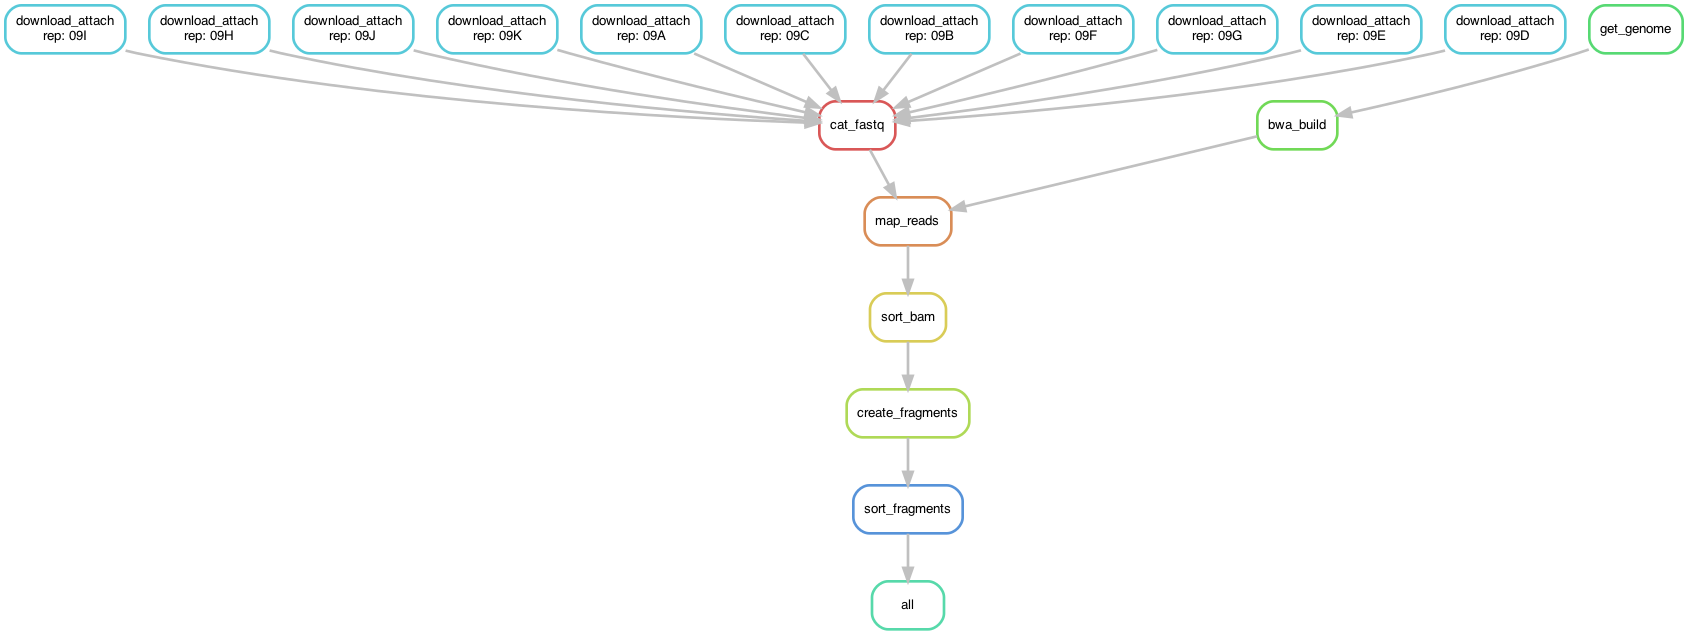 download_attach
rep: 09I
download_attach
rep: 09H
download_attach
rep: 09J
download_attach
rep: 09K
download_attach
rep: 09A
download_attach
rep: 09C
download_attach
rep: 09B
download_attach
rep: 09F
download_attach
rep: 09G
download_attach
rep: 09E
download_attach
rep: 09D
get_genome
cat_fastq
bwa_build
map_reads
sort_bam
create_fragments
sort_fragments
all